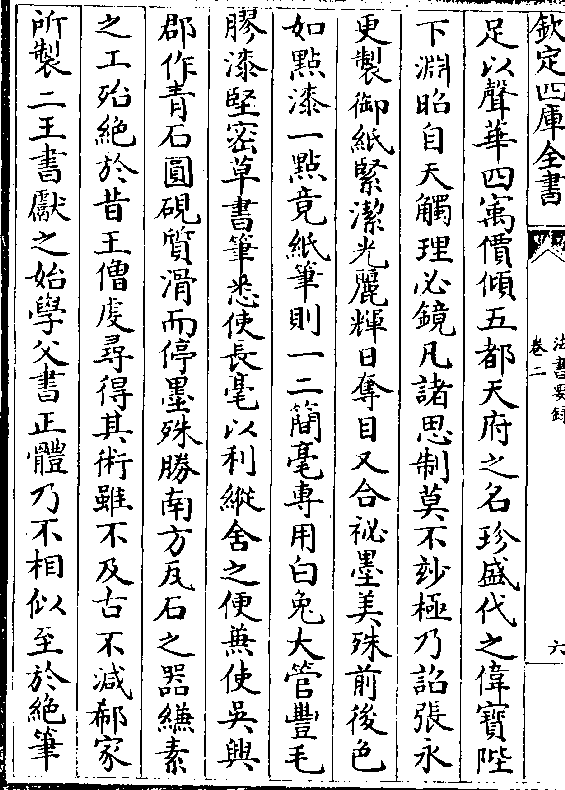 欽定四庫全書
法書要録
卷二
六
足以聲華四寓價傾五都天府之名珍盛代之偉寶陛
下淵昭自天觸理必鏡凡諸思制莫不妙極乃詔張永
更製御紙緊潔光麗輝日奪目又合祕墨美殊前後色
如點漆一點竟紙筆則一二簡毫專用白兔大管豐毛
膠漆堅密草書筆悉使長毫以利縱舍之便兼使吳興
郡作青石圓硯質滑而停墨殊勝南方瓦石之器縑素
之工殆絶於昔王僧虔尋得其術雖不及古不減郗家
所製二王書獻之始學父書正體乃不相似至於絶筆